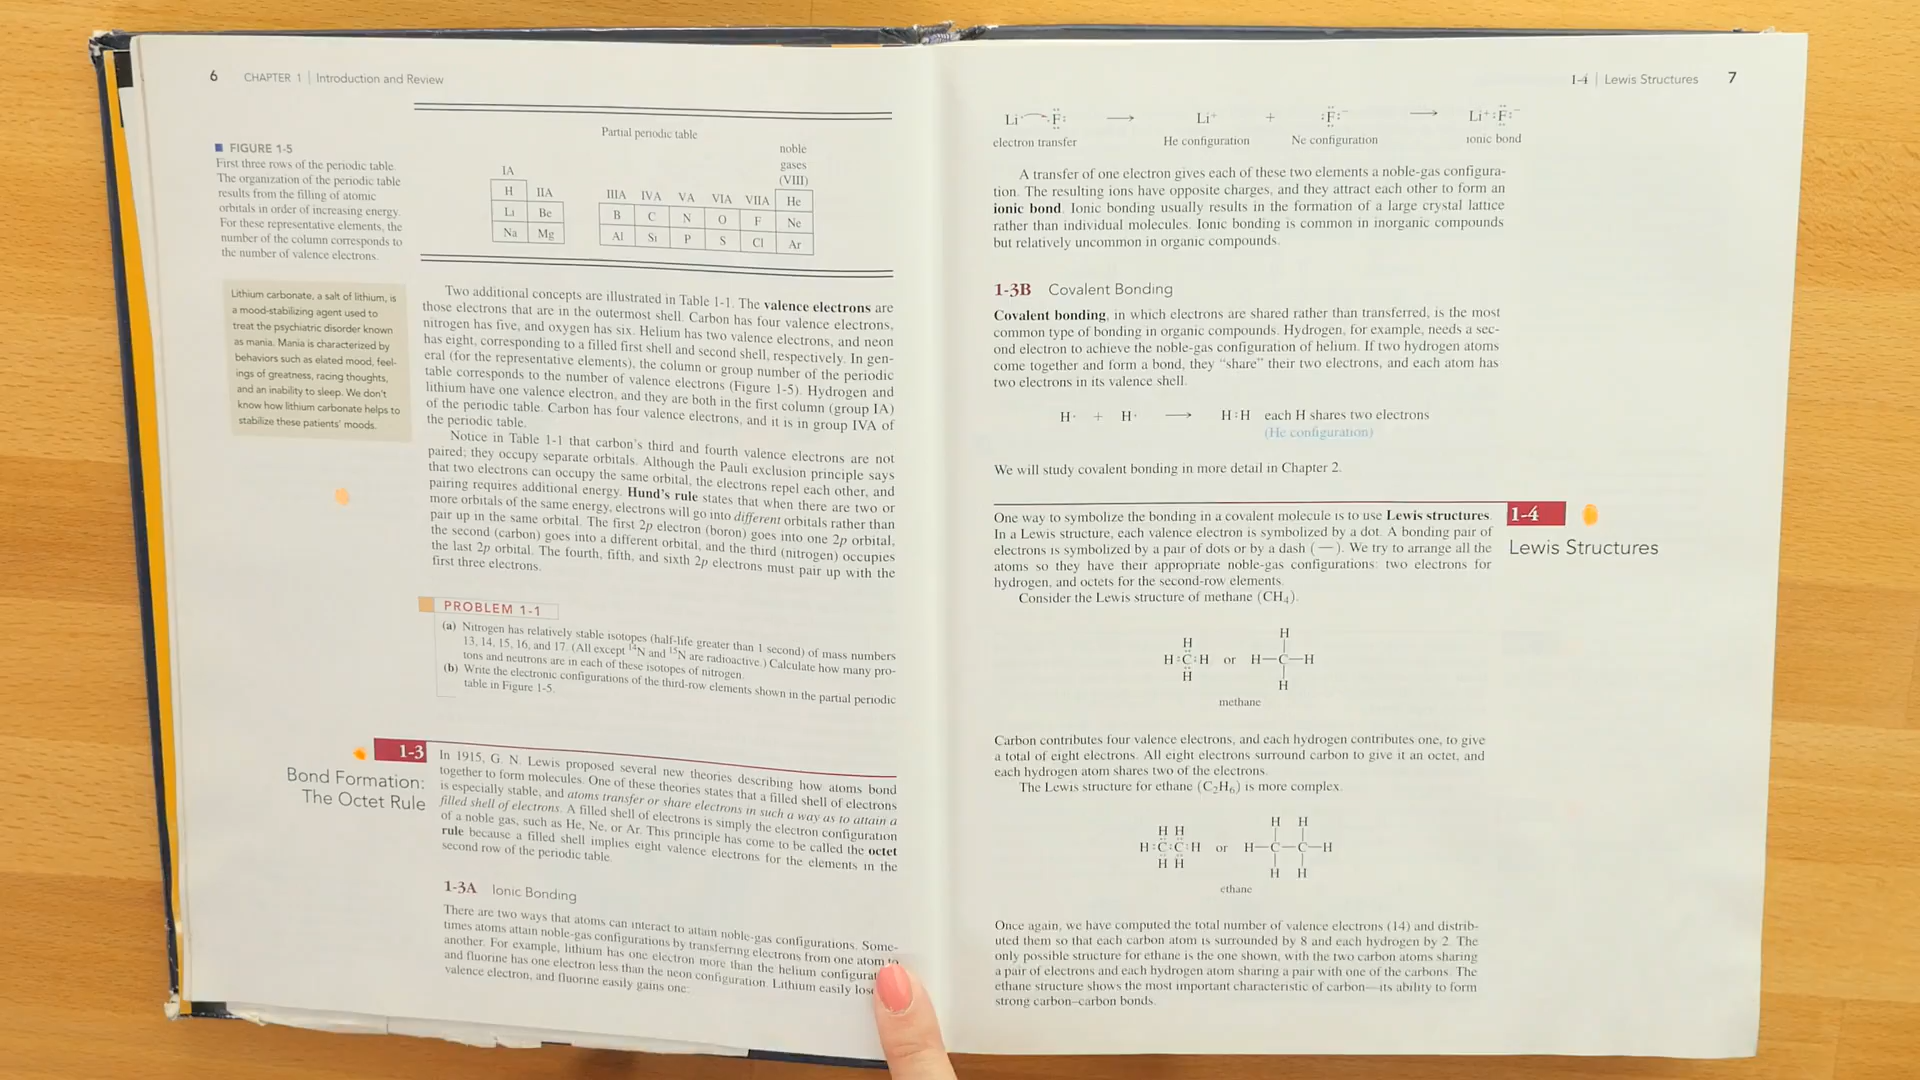 6 CHAPTER 1 | Introduction and Review
FIGURE 1-5
First three rows of the periodic table.
The organization of the periodic table
results from the filling of atomic
orbitals in order of increasing energy.
For these representative elements, the
number of the column corresponds to
the number of valence electrons.
Partial periodic table
noble
gases
(VIII)
IA
H IIA IIIA IVA VA VIA VIIA He
Li Be B C N O F Ne
Na Mg Al Si P S Cl Ar
Lithium carbonate, a salt of lithium, is
a mood-stabilizing agent used to
treat the psychiatric disorder known
as mania. Mania is characterized by
behaviors such as elated mood, feel-
ings of greatness, racing thoughts,
and an inability to sleep. We don't
know how lithium carbonate helps to
stabilize these patients' moods.
Two additional concepts are illustrated in Table 1-1. The valence electrons are
those electrons that are in the outermost shell. Carbon has four valence electrons,
nitrogen has five, and oxygen has six. Helium has two valence electrons, and neon
has eight, corresponding to a filled first shell and second shell, respectively. In gen-
eral (for the representative elements), the column or group number of the periodic
table corresponds to the number of valence electrons (Figure 1-5). Hydrogen and
lithium have one valence electron, and they are both in the first column (group IA)
of the periodic table. Carbon has four valence electrons, and it is in group IVA of
the periodic table.
Notice in Table 1-1 that carbon's third and fourth valence electrons are not
paired; they occupy separate orbitals. Although the Pauli exclusion principle says
that two electrons can occupy the same orbital, the electrons repel each other, and
pairing requires additional energy. Hund's rule states that when there are two or
more orbitals of the same energy, electrons will go into different orbitals rather than
pair up in the same orbital. The first 2p electron (boron) goes into one 2p orbital,
the second (carbon) goes into a different orbital, and the third (nitrogen) occupies
the last 2p orbital. The fourth, fifth, and sixth 2p electrons must pair up with the
first three electrons.
PROBLEM 1-1
(a) Nitrogen has relatively stable isotopes (half-life greater than 1 second) of mass numbers
13, 14, 15, 16, and 17. (All except ¹⁴N and ¹⁵N are radioactive.) Calculate how many pro-
tons and neutrons are in each of these isotopes of nitrogen.
(b) Write the electronic configurations of the third-row elements shown in the partial periodic
table in Figure 1-5.
1-3
Bond Formation:
The Octet Rule
In 1915, G. N. Lewis proposed several new theories describing how atoms bond
together to form molecules. One of these theories states that a filled shell of electrons
is especially stable, and atoms transfer or share electrons in such a way as to attain a
filled shell of electrons. A filled shell of electrons is simply the electron configuration
of a noble gas, such as He, Ne, or Ar. This principle has come to be called the octet
rule because a filled shell implies eight valence electrons for the elements in the
second row of the periodic table.
1-3A Ionic Bonding
There are two ways that atoms can interact to attain noble-gas configurations. Some-
times atoms attain noble-gas configurations by transferring electrons from one atom to
another. For example, lithium has one electron more than the helium configurat
and fluorine has one electron less than the neon configuration. Lithium easily lose
valence electron, and fluorine easily gains one:
1-4 | Lewis Structures 7
Li· ·F: → Li⁺ + :F:⁻ → Li⁺ :F:⁻
electron transfer He configuration Ne configuration ionic bond
A transfer of one electron gives each of these two elements a noble-gas configura-
tion. The resulting ions have opposite charges, and they attract each other to form an
ionic bond. Ionic bonding usually results in the formation of a large crystal lattice
rather than individual molecules. Ionic bonding is common in inorganic compounds
but relatively uncommon in organic compounds.
1-3B Covalent Bonding
Covalent bonding, in which electrons are shared rather than transferred, is the most
common type of bonding in organic compounds. Hydrogen, for example, needs a sec-
ond electron to achieve the noble-gas configuration of helium. If two hydrogen atoms
come together and form a bond, they "share" their two electrons, and each atom has
two electrons in its valence shell.
H· + H· → H:H each H shares two electrons
(He configuration)
We will study covalent bonding in more detail in Chapter 2.
1-4
Lewis Structures
One way to symbolize the bonding in a covalent molecule is to use Lewis structures.
In a Lewis structure, each valence electron is symbolized by a dot. A bonding pair of
electrons is symbolized by a pair of dots or by a dash (—). We try to arrange all the
atoms so they have their appropriate noble-gas configurations: two electrons for
hydrogen, and octets for the second-row elements.
Consider the Lewis structure of methane (CH₄).
H H
H:C:H or H—C—H
H H
methane
Carbon contributes four valence electrons, and each hydrogen contributes one, to give
a total of eight electrons. All eight electrons surround carbon to give it an octet, and
each hydrogen atom shares two of the electrons.
The Lewis structure for ethane (C₂H₆) is more complex.
H H H H
H:C:C:H or H—C—C—H
H H H H
ethane
Once again, we have computed the total number of valence electrons (14) and distrib-
uted them so that each carbon atom is surrounded by 8 and each hydrogen by 2. The
only possible structure for ethane is the one shown, with the two carbon atoms sharing
a pair of electrons and each hydrogen atom sharing a pair with one of the carbons. The
ethane structure shows the most important characteristic of carbon—its ability to form
strong carbon–carbon bonds.